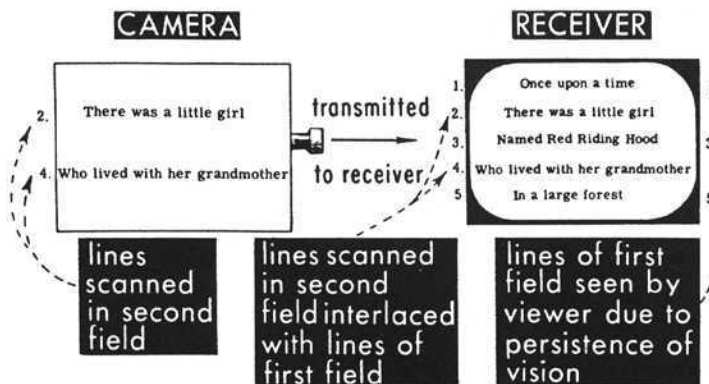 CAMERA
RECEIVER
2. There was a little girl
4. Who lived with her grandmother
transmitted
to receiver
1. Once upon a time
2. There was a little girl
3. Named Red Riding Hood
4. Who lived with her grandmother
5 In a large forest
3
5
lines
scanned
in second
field
lines scanned
in second
field interlaced
with lines of
first field
lines of first
field seen by
viewer due to
persistence of
vision